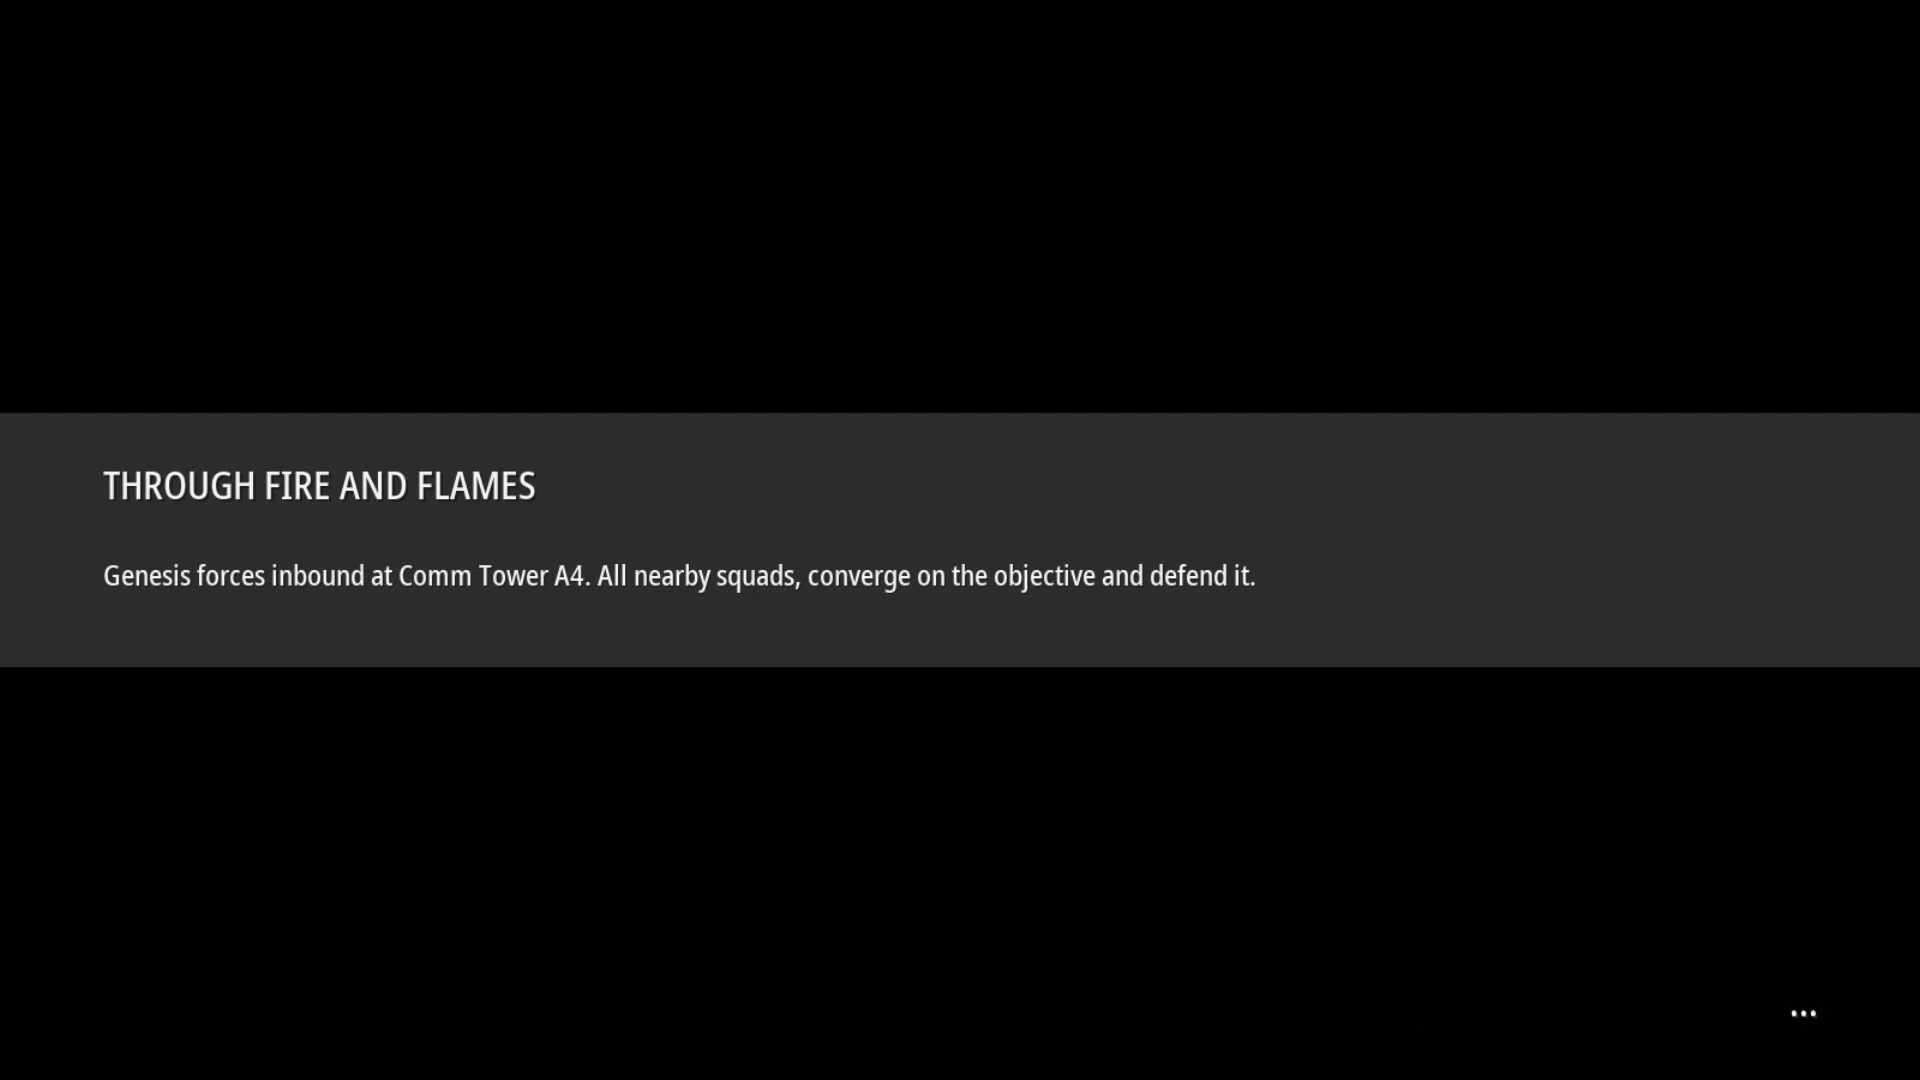 THROUGH FIRE AND FLAMES
Genesis forces inbound at Comm Tower A4. All nearby squads, converge on the objective and defend it.
...